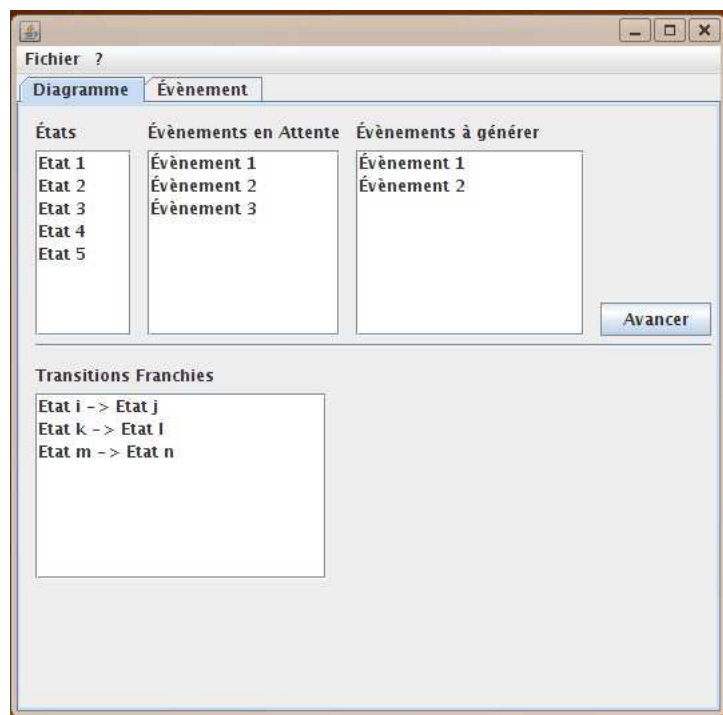 Fichier ?
Diagramme Évènement
États Évènements en Attente Évènements à générer
Etat 1 Évènement 1 Évènement 1
Etat 2 Évènement 2 Évènement 2
Etat 3 Évènement 3
Etat 4
Etat 5
Avancer
Transitions Franchies
Etat i -> Etat j
Etat k -> Etat l
Etat m -> Etat n